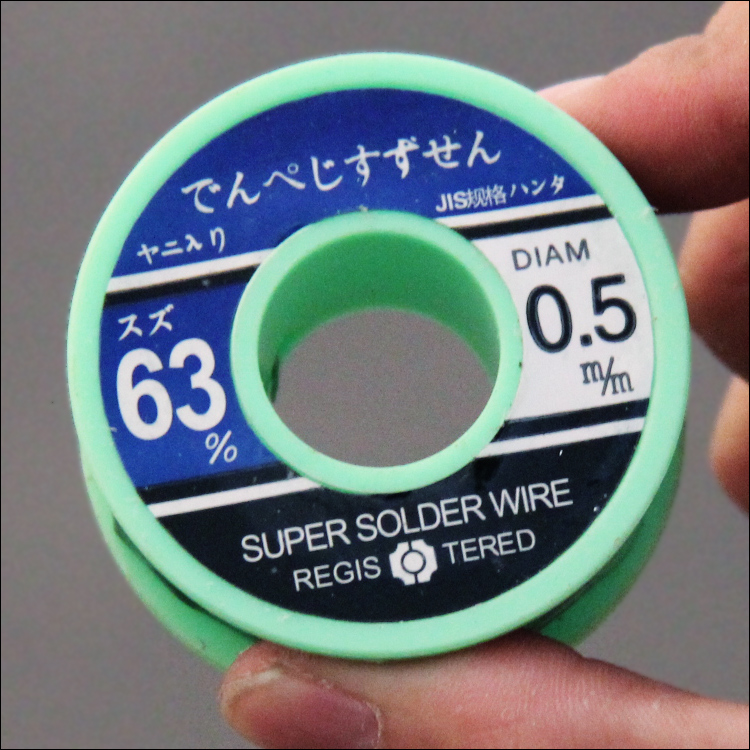 でんぺじすずせん
JIS规格ハンタ
ヤニ入り
スズ
63
%
DIAM
0.5
m/m
SUPER SOLDER WIRE
REGIS TERED